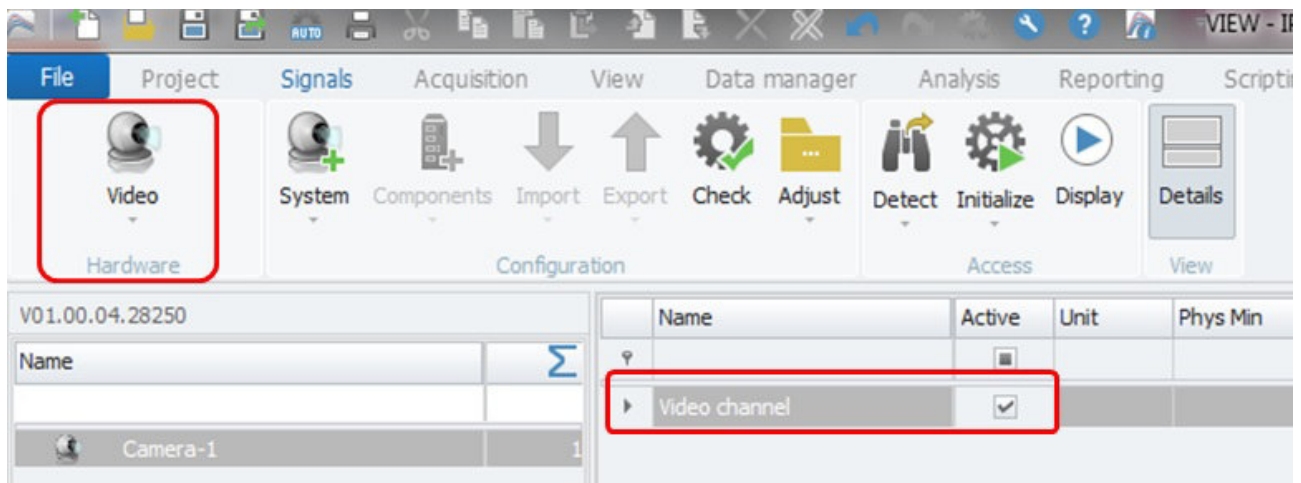 AUTO ? VIEW - IP
File Project Signals Acquisition View Data manager Analysis Reporting Scriptin
Video System Components Import Export Check Adjust Detect Initialize Display Details
Hardware Configuration Access View
V01.00.04.28250
Name Active Unit Phys Min
Name Σ
Video channel
Camera-1 1